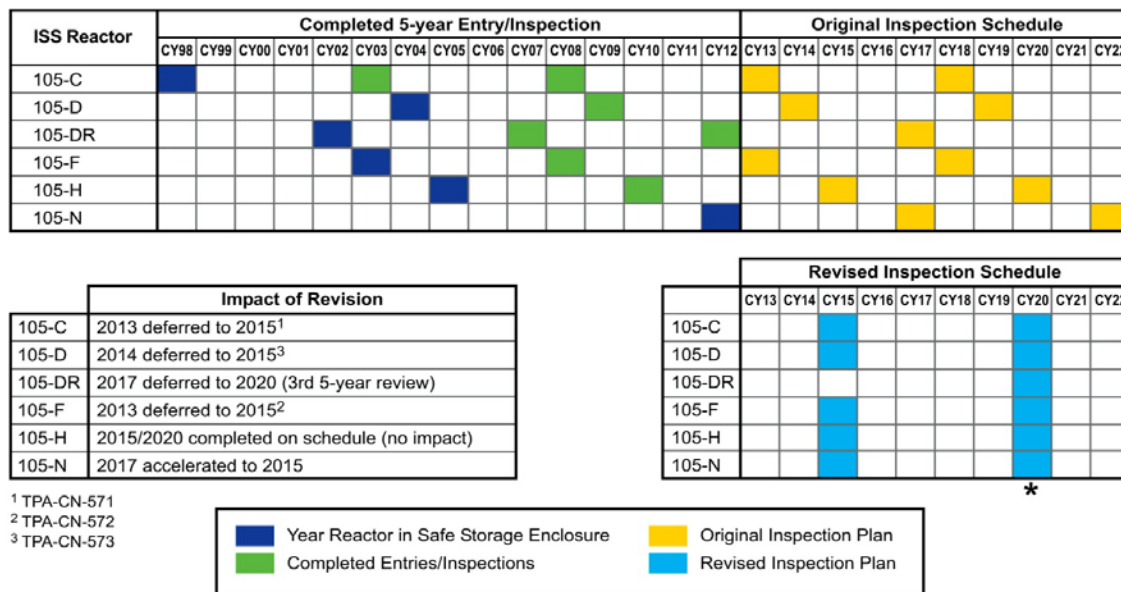 ISS Reactor Completed 5-year Entry/Inspection Original Inspection Schedule
CY98 CY99 CY00 CY01 CY02 CY03 CY04 CY05 CY06 CY07 CY08 CY09 CY10 CY11 CY12 CY13 CY14 CY15 CY16 CY17 CY18 CY19 CY20 CY21
105-C
105-D
105-DR
105-F
105-H
105-N
Impact of Revision
105-C 2013 deferred to 2015¹
105-D 2014 deferred to 2015³
105-DR 2017 deferred to 2020 (3rd 5-year review)
105-F 2013 deferred to 2015²
105-H 2015/2020 completed on schedule (no impact)
105-N 2017 accelerated to 2015
¹ TPA-CN-571
² TPA-CN-572
³ TPA-CN-573
Revised Inspection Schedule
CY13 CY14 CY15 CY16 CY17 CY18 CY19 CY20 CY21
105-C
105-D
105-DR
105-F
105-H
105-N
*
Year Reactor in Safe Storage Enclosure
Completed Entries/Inspections
Original Inspection Plan
Revised Inspection Plan